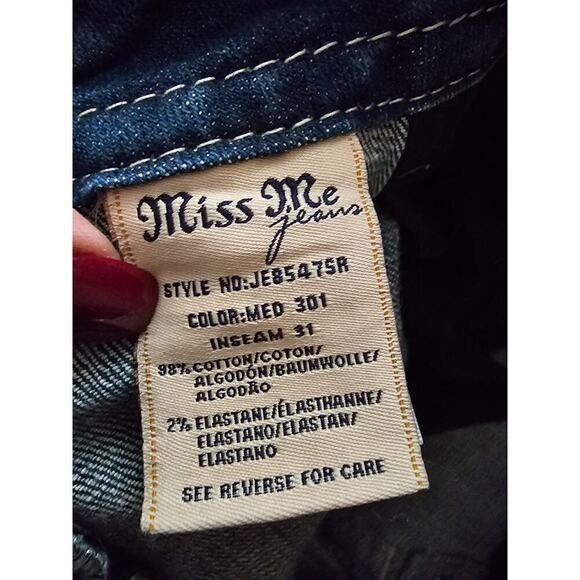 Miss Me
jeans
STYLE NO:JE8547SR
COLOR:MED 301
INSEAM 31
98% COTTON/COTON/
ALGODÓN/BAUMWOLLE/
ALGODÃO
2% ELASTANE/ÉLASTHANNE/
ELASTANO/ELASTAN/
ELASTANO
SEE REVERSE FOR CARE